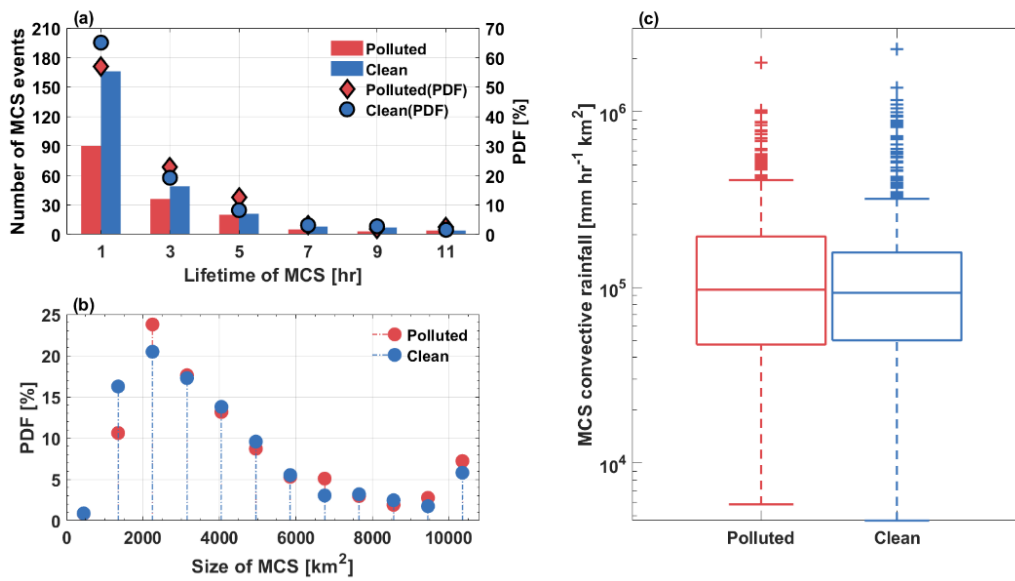 (a)
Number of MCS events
210
180
150
120
90
60
30
0
70
60
50
40
30
20
10
0
PDF [%]
Polluted
Clean
Polluted(PDF)
Clean(PDF)
1 3 5 7 9 11
Lifetime of MCS [hr]
(b)
PDF [%]
25
20
15
10
5
0
Polluted
Clean
0 2000 4000 6000 8000 10000
Size of MCS [km²]
(c)
MCS convective rainfall [mm hr⁻¹ km²]
10⁶
10⁵
10⁴
Polluted Clean